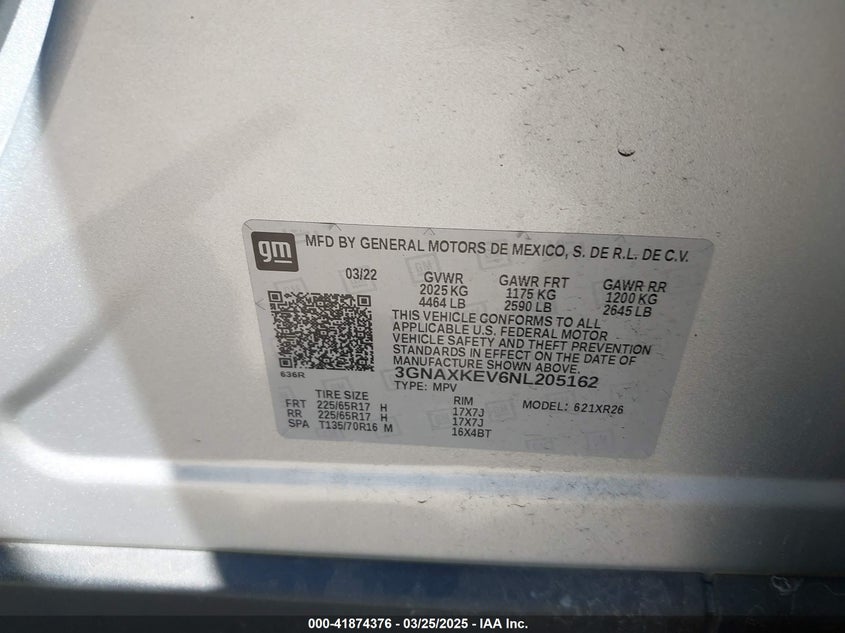 gm MFD BY GENERAL MOTORS DE MEXICO, S. DE R.L. DE C.V.
03/22 GVWR GAWR FRT GAWR RR
2025 KG 1175 KG 1200 KG
4464 LB 2590 LB 2645 LB
THIS VEHICLE CONFORMS TO ALL
APPLICABLE U.S. FEDERAL MOTOR
VEHICLE SAFETY AND THEFT PREVENTION
STANDARDS IN EFFECT ON THE DATE OF
MANUFACTURE SHOWN ABOVE.
636R
3GNAXKEV6NL205162
TYPE: MPV
TIRE SIZE RIM MODEL: 621XR26
FRT 225/65R17 H 17X7J
RR 225/65R17 H 17X7J
SPA T135/70R16 M 16X4BT
000-41874376 - 03/25/2025 - IAA Inc.